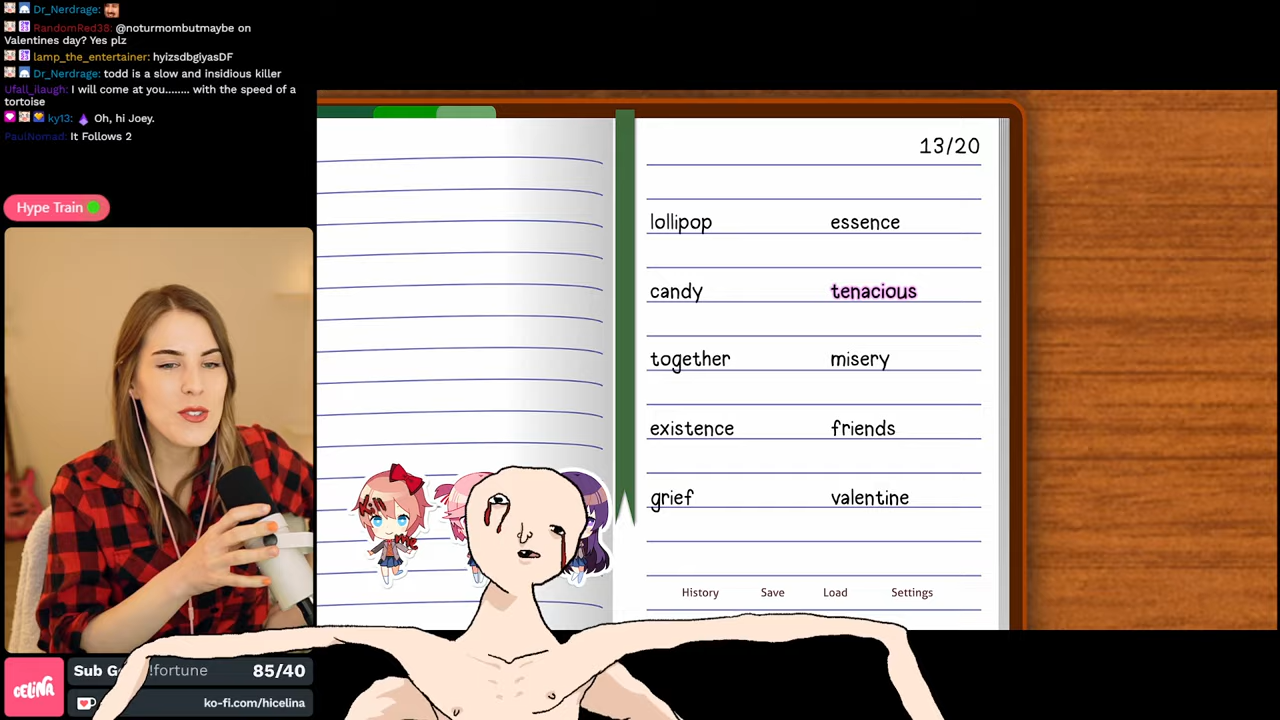 Dr_Nerdrage:
RandomRed38: @noturmombutmaybe on
Valentines day? Yes plz
lamp_the_entertainer: hyizsdbgiyasDF
Dr_Nerdrage: todd is a slow and insidious killer
Ufall_ilaugh: I will come at you........ with the speed of a
tortoise
ky13: Oh, hi Joey.
PaulNomad: It Follows 2
Hype Train
13/20
lollipop essence
candy tenacious
together misery
existence friends
grief valentine
History Save Load Settings
CELINA
Sub G !fortune 85/40
ko-fi.com/hicelina